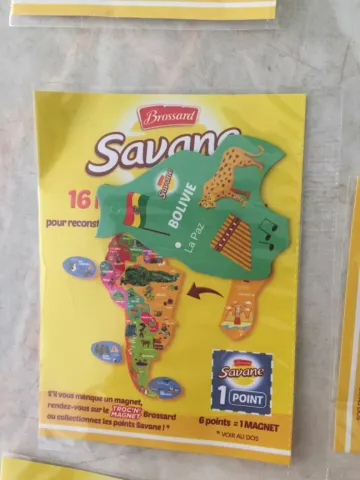 Brossard
Savane
16
pour reconst
Savane
BOLIVIE
La Paz
S'il vous manque un magnet,
rendez-vous sur le TROC'N' MAGNET Brossard
ou collectionnez les points Savane ! *
Brossard
Savane
1 POINT
6 points = 1 MAGNET
* VOIR AU DOS